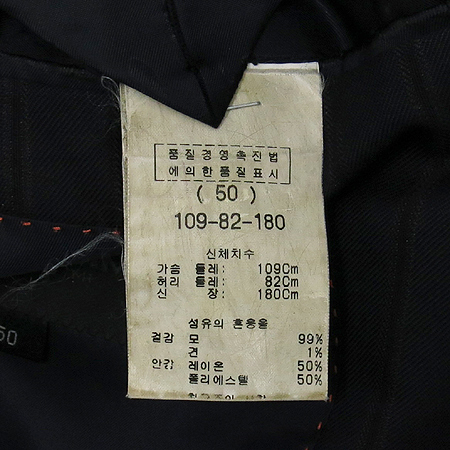 품질경영촉진법
에의한품질표시
( 50 )
109-82-180
신체치수
가슴 둘레: 109Cm
허리 둘레: 82Cm
신 장: 180Cm
섬유의 혼용율
겉감 모 99%
견 1%
안감 레이온 50%
폴리에스텔 50%
50